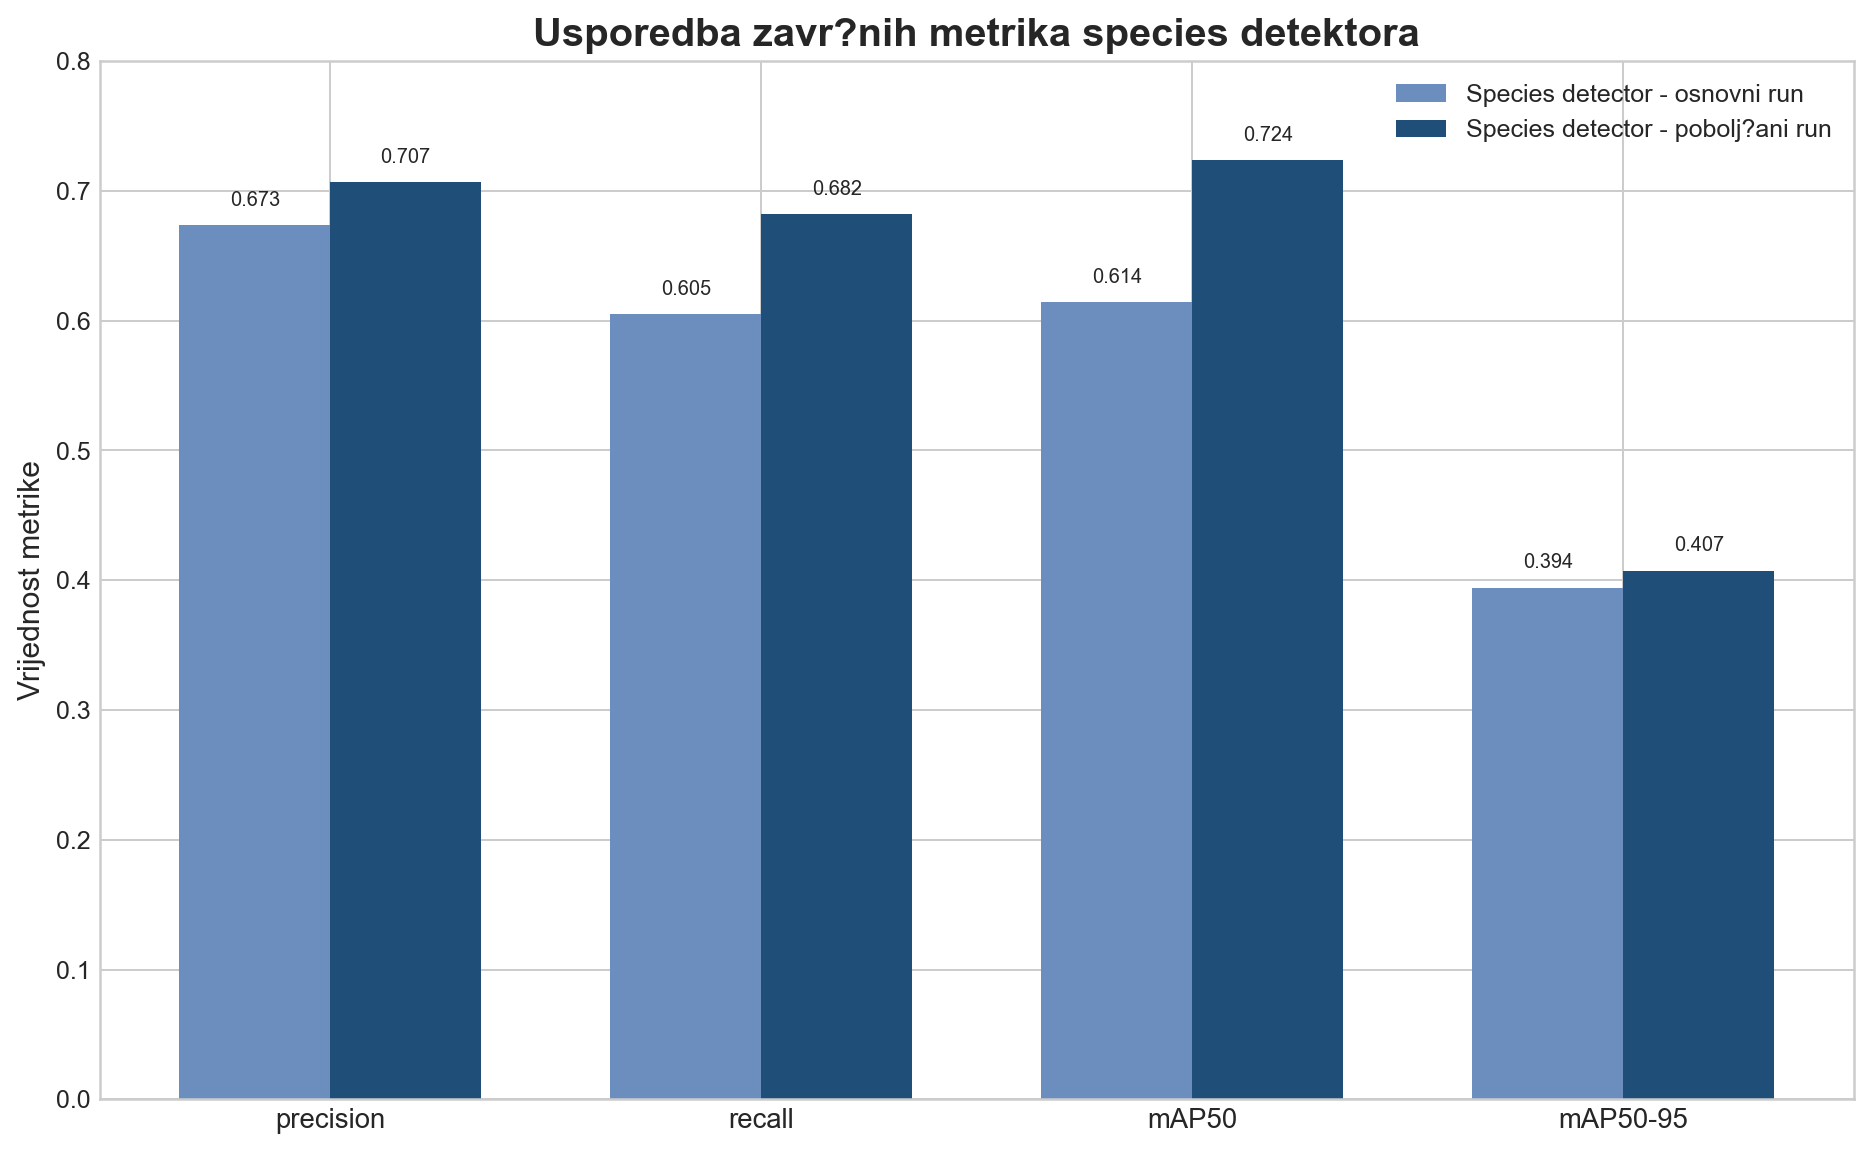 Usporedba zavr?nih metrika species detektora
Species detector - osnovni run
Species detector - pobolj?ani run
Vrijednost metrike
0.8
0.7
0.6
0.5
0.4
0.3
0.2
0.1
0.0
0.673
0.707
0.605
0.682
0.614
0.724
0.394
0.407
precision
recall
mAP50
mAP50-95